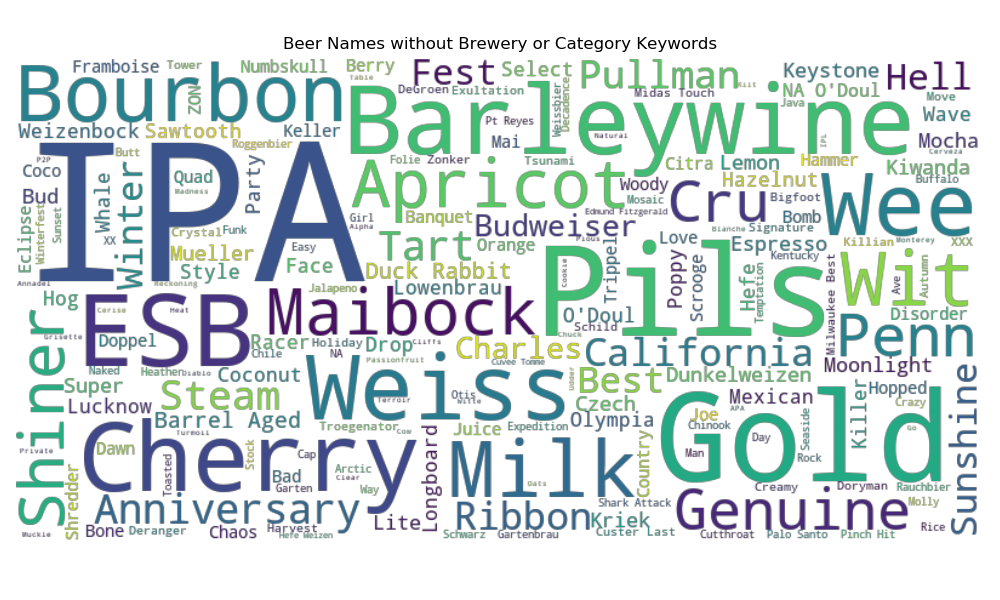 Beer Names without Brewery or Category Keywords
Bourbon
Framboise
Tower
ZON
Numbskull
Berry
Table
Fest
DeGroen
Exultation
Select
Pullman
Kilt
Keystone
NA O'Doul
Hell
Java
Move
Wave
Midas Touch
Weissbier
Decadence
Barleywine
Pt Reyes
Natural
IPL
Cerveza
Mocha
Weizenbock
Sawtooth
Keller
Roggenbier
Mai
Butt
P2P
Coco
Bud
IPA
Quad
Madness
Party
Folie
Zonker
Tsunami
Citra
Lemon
Hammer
Kiwanda
Buffalo
Apricot
Woody
Mosaic
Hazelnut
Bigfoot
Wee
Whale
XX
Winter
Eclipse
Winterfest
Sunset
Crystal
Funk
Girl
Alpha
Banquet
Budweiser
Edmund Fitzgerald
Cru
Bomb
Signature
Blanche
Mueller
Easy
Style
Face
Tart
Orange
Pious
Love
Espresso
Killian
Monterey
XXX
Kentucky
Duck Rabbit
Pils
Cookie
Trippel
Poppy
Scrooge
Hefe
Temptation
Wit
Ave
Autumn
Annadel
Reckoning
Jalapeno
Lowenbrau
Hog
Cerise
Heat
ESB
Maibock
O'Doul
Schild
Chuck
Milwaukee Best
Disorder
Penn
Grisette
Shiner
Doppel
Racer
Holiday
Drop
Cliffs
Charles
California
Chile
NA
Passionfruit
Cuvee Tomme
Moonlight
Naked
Heather
Diablo
Coconut
Weiss
Udder
Best
Dunkelweizen
Hopped
Super
Steam
Terroir
Otis
Witte
Czech
Mexican
Joe
APA
Crazy
Killer
Sunshine
Lucknow
Barrel Aged
Troegenator
Cow
Juice
Expedition
Olympia
Chinook
Seaside
Go
Cherry
Turmoil
Dawn
Toasted
Stock
Cap
Longboard
Milk
Country
Gold
Day
Man
Rock
Private
Bad
Arctic
Clear
Garten
Way
Oats
Creamy
Doryman
Rauchbier
Shredder
Anniversary
Lite
Ribbon
Shark Attack
Genuine
Molly
Kriek
Muckle
Bone
Deranger
Chaos
Harvest
Hefe Weizen
Schwarz
Gartenbrau
Custer Last
Cutthroat
Palo Santo
Pinch Hit
Rice